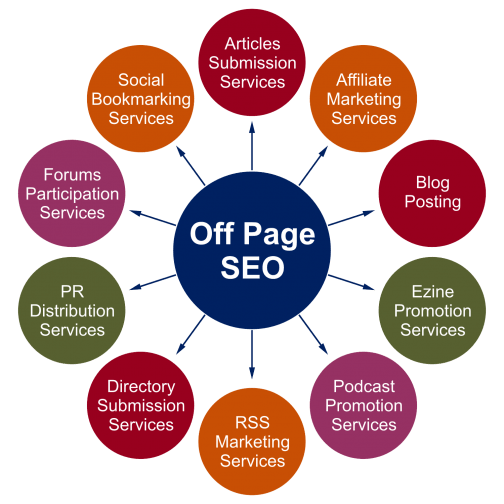 Articles
Submission
Services
Affiliate
Marketing
Services
Blog
Posting
Ezine
Promotion
Services
Podcast
Promotion
Services
RSS
Marketing
Services
Directory
Submission
Services
PR
Distribution
Services
Forums
Participation
Services
Social
Bookmarking
Services
Off Page
SEO